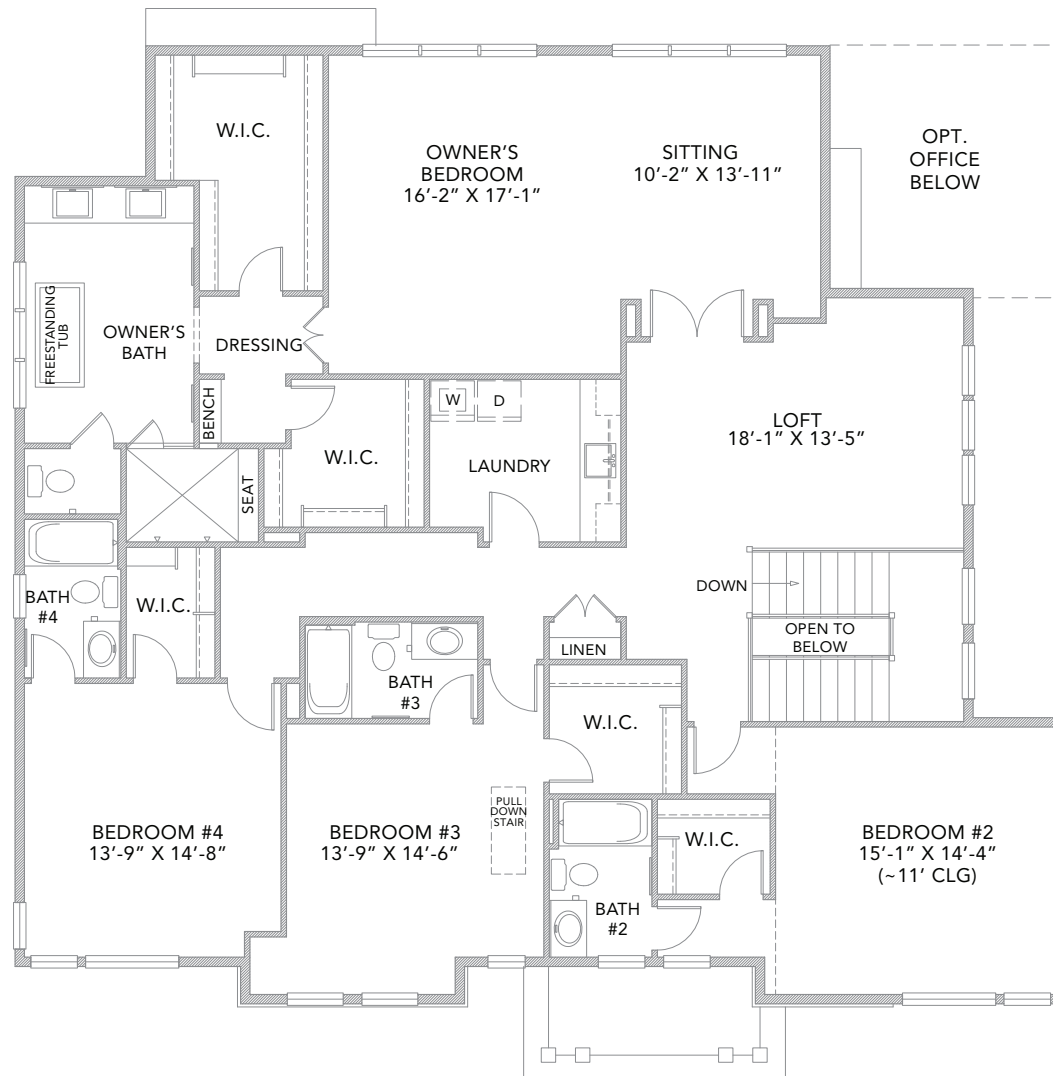 W.I.C.
OWNER'S
BEDROOM
16'-2" X 17'-1"
SITTING
10'-2" X 13'-11"
OPT.
OFFICE
BELOW
FREESTANDING
TUB
OWNER'S
BATH
DRESSING
BENCH
W
D
LOFT
18'-1" X 13'-5"
W.I.C.
LAUNDRY
SEAT
DOWN
OPEN TO
BELOW
BATH
#4
W.I.C.
LINEN
BATH
#3
W.I.C.
PULL
DOWN
STAIR
BEDROOM #4
13'-9" X 14'-8"
BEDROOM #3
13'-9" X 14'-6"
W.I.C.
BEDROOM #2
15'-1" X 14'-4"
(~11' CLG)
BATH
#2